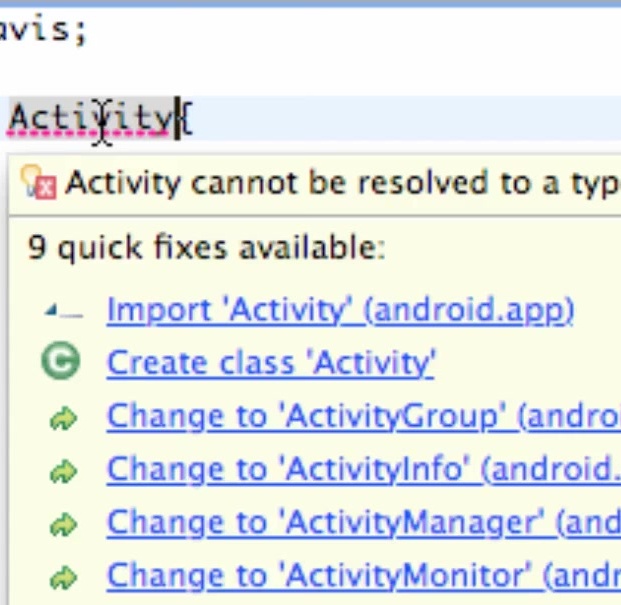 avis;
Activity{
Activity cannot be resolved to a typ
9 quick fixes available:
Import 'Activity' (android.app)
Create class 'Activity'
Change to 'ActivityGroup' (androi
Change to 'ActivityInfo' (android.
Change to 'ActivityManager' (and
Change to 'ActivityMonitor' (andr